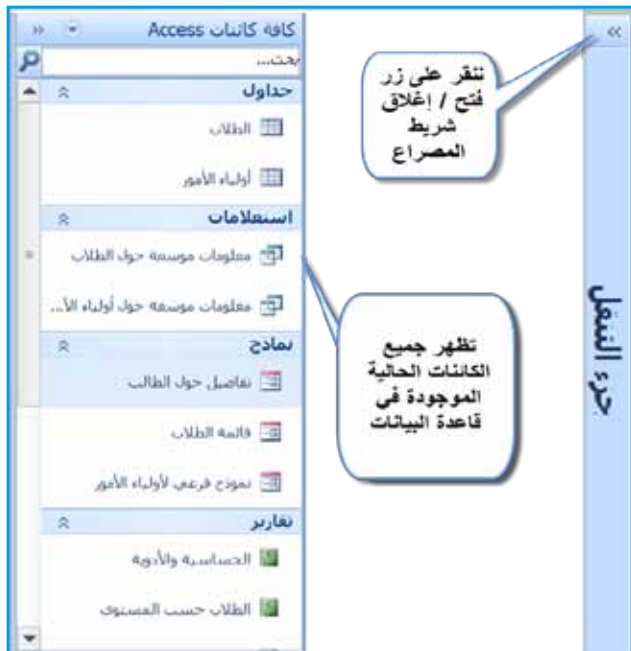 كافة كائنات Access
بحث...
جداول
الطلاب
أولياء الأمور
استعلامات
معلومات موسعة حول الطلاب
معلومات موسعة حول أولياء الأ...
نماذج
تفاصيل حول الطالب
قائمة الطلاب
نموذج فرعي لأولياء الأمور
تقارير
الحساسية والأدوية
الطلاب حسب المستوى
ننقر على زر
فتح / إغلاق
شريط
المصراع
تظهر جميع
الكائنات الحالية
الموجودة في
قاعدة البيانات
جزء التنقل